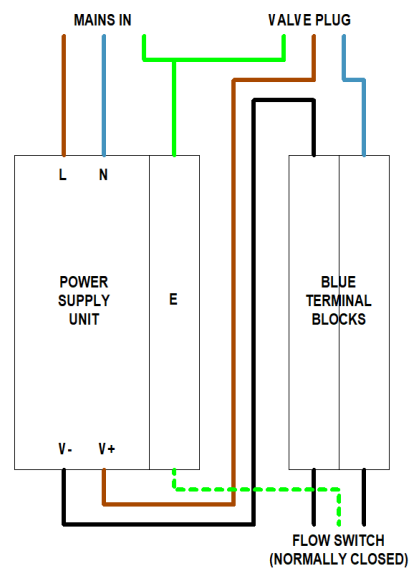 MAINS IN
VALVE PLUG
L
N
POWER
SUPPLY
UNIT
E
BLUE
TERMINAL
BLOCKS
V-
V+
FLOW SWITCH
(NORMALLY CLOSED)